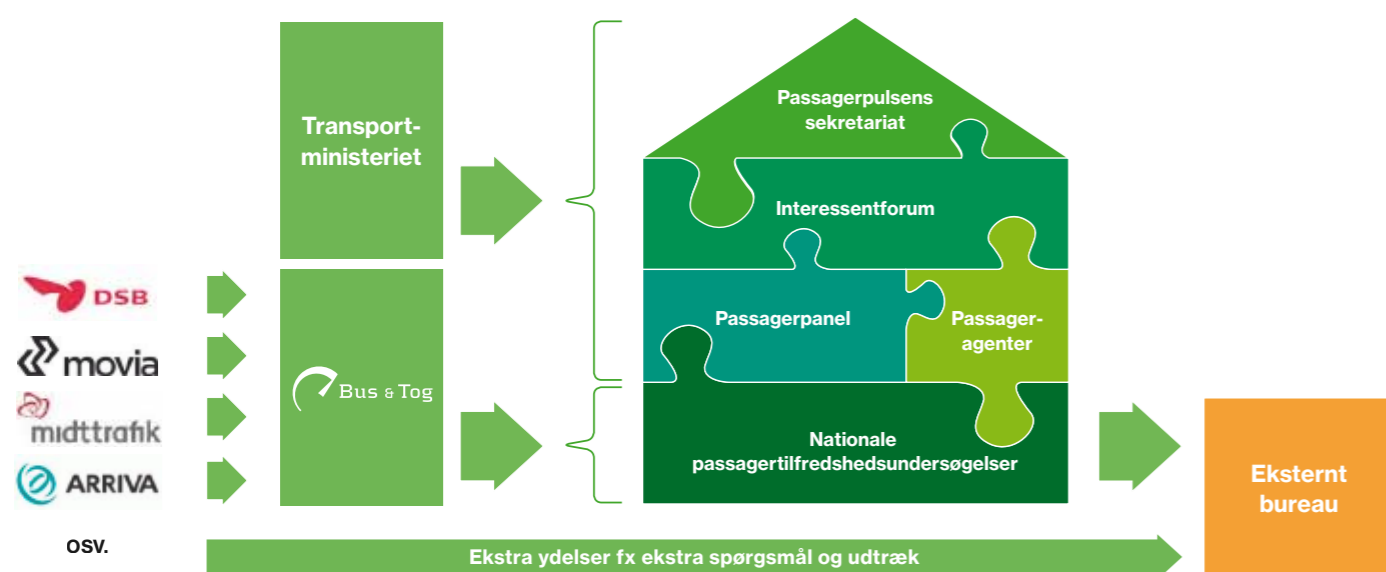 Transport-
ministeriet
Passagerpulsens
sekretariat
Interessentforum
DSB
movia
midttrafik
ARRIVA
osv.
Bus & Tog
Passagerpanel
Passager-
agenter
Nationale
passagertilfredshedsundersøgelser
Eksternt
bureau
Ekstra ydelser fx ekstra spørgsmål og udtræk